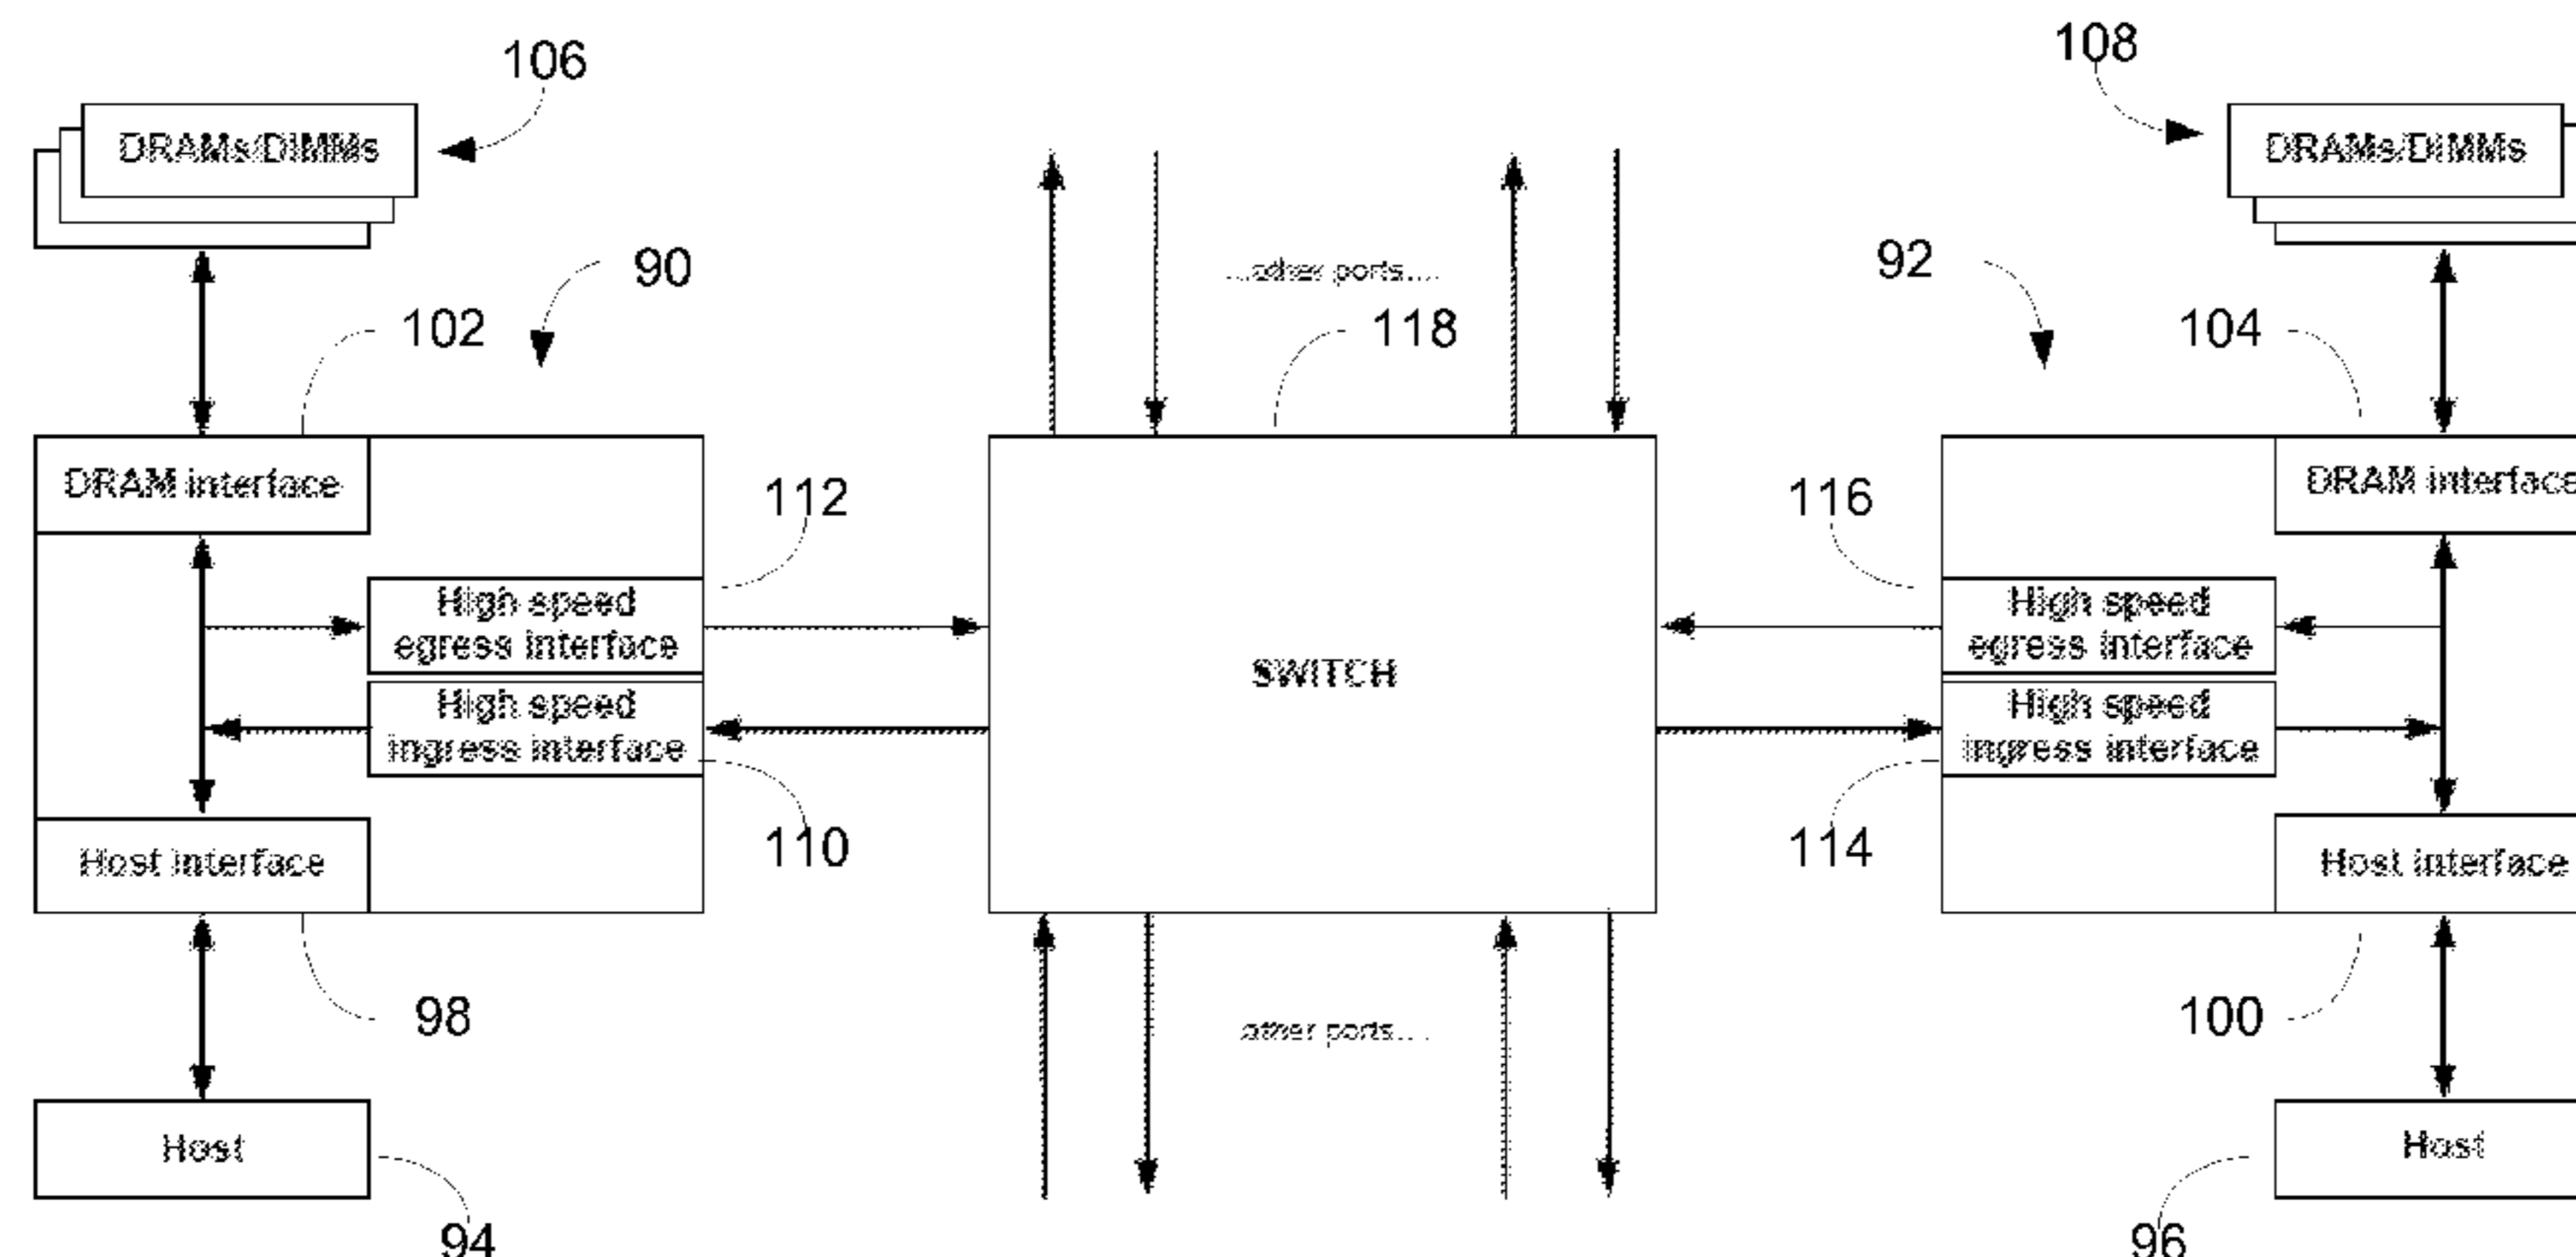 106
108
DRAMs/DIMMs
DRAMs/DIMMs
90
...other ports....
92
102
118
104
DRAM interface
112
116
DRAM interface
High speed
egress interface
High speed
egress interface
SWITCH
High speed
ingress interface
High speed
ingress interface
110
114
Host interface
Host interface
98
other ports....
100
Host
Host
94
96